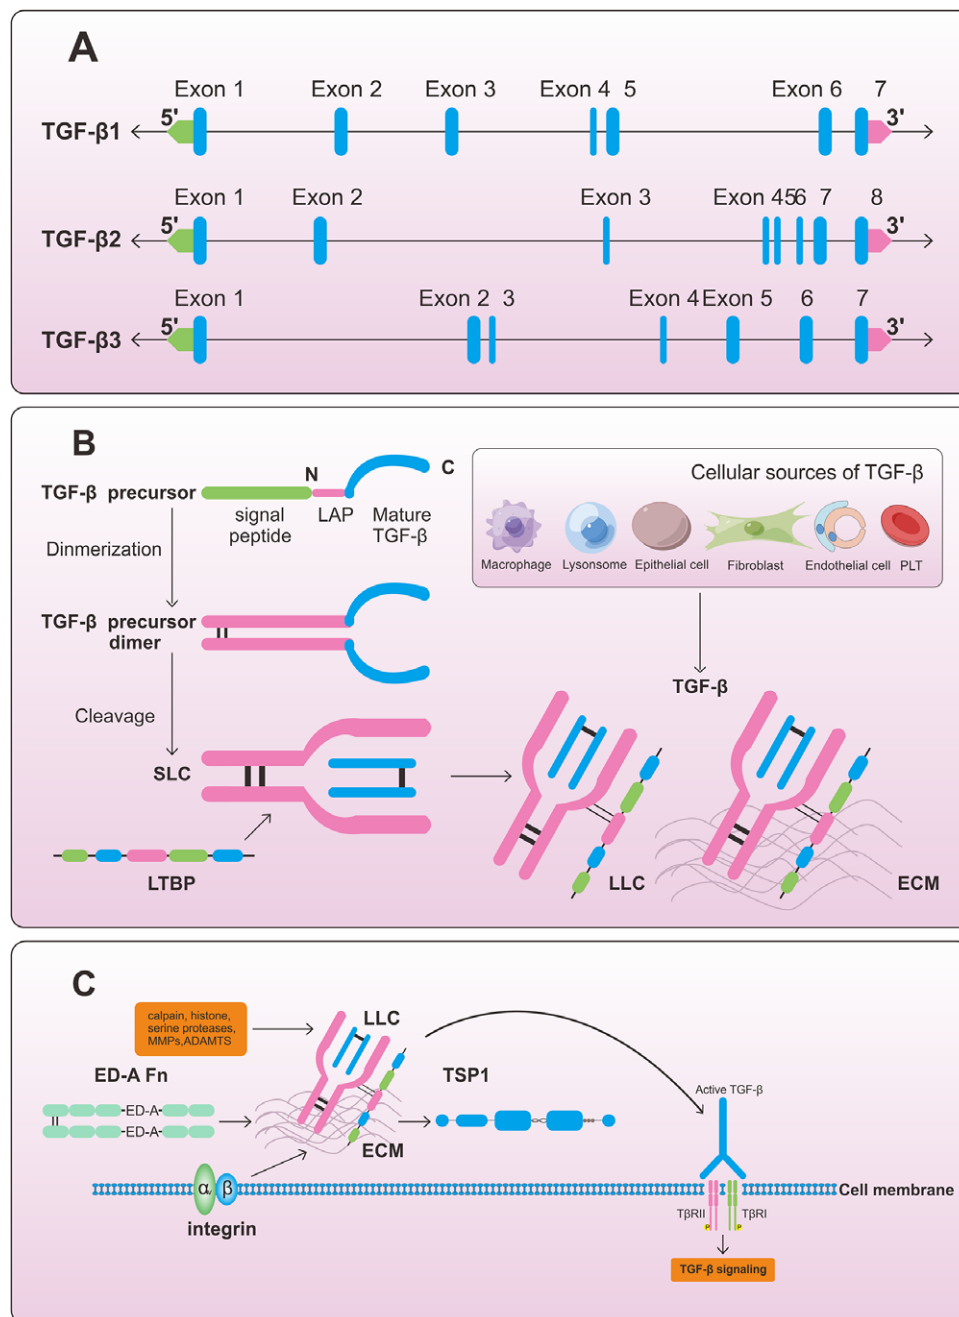 A
Exon 1 Exon 2 Exon 3 Exon 4 5 Exon 6 7
5' 3'
TGF-β1
Exon 1 Exon 2 Exon 3 Exon 4 5 6 7 8
5' 3'
TGF-β2
Exon 1 Exon 2 3 Exon 4 Exon 5 6 7
5' 3'
TGF-β3
B
N C
TGF-β precursor
signal
peptide
LAP
Mature
TGF-β
Dinmerization
TGF-β precursor
dimer
Cleavage
SLC
LTBP
Cellular sources of TGF-β
Macrophage Lysonsome Epithelial cell Fibroblast Endothelial cell PLT
TGF-β
LLC
ECM
C
calpain, histone,
serine proteases,
MMPs,ADAMTS
LLC
ED-A Fn
TSP1
-ED-A-
-ED-A-
ECM
Active TGF-β
α β
integrin
Cell membrane
TβRII TβRI
P P
TGF-β signaling